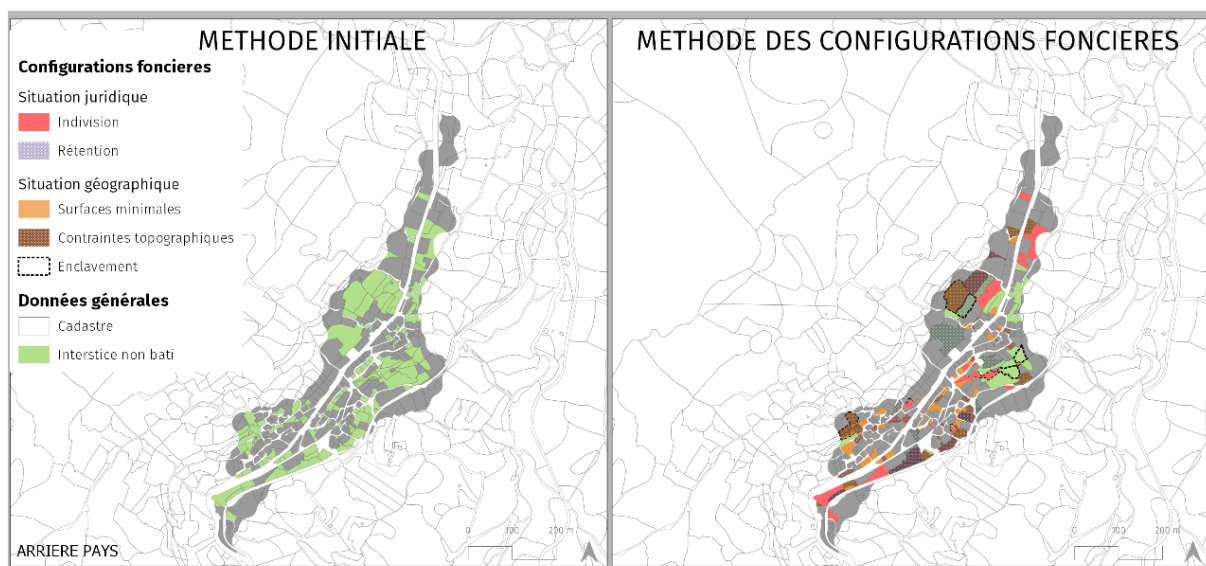 METHODE INITIALE
Configurations foncieres
Situation juridique
Indivision
Rétention
Situation géographique
Surfaces minimales
Contraintes topographiques
Enclavement
Données générales
Cadastre
Interstice non bati
ARRIERE PAYS
0 100 200 m
METHODE DES CONFIGURATIONS FONCIERES
0 100 200 m